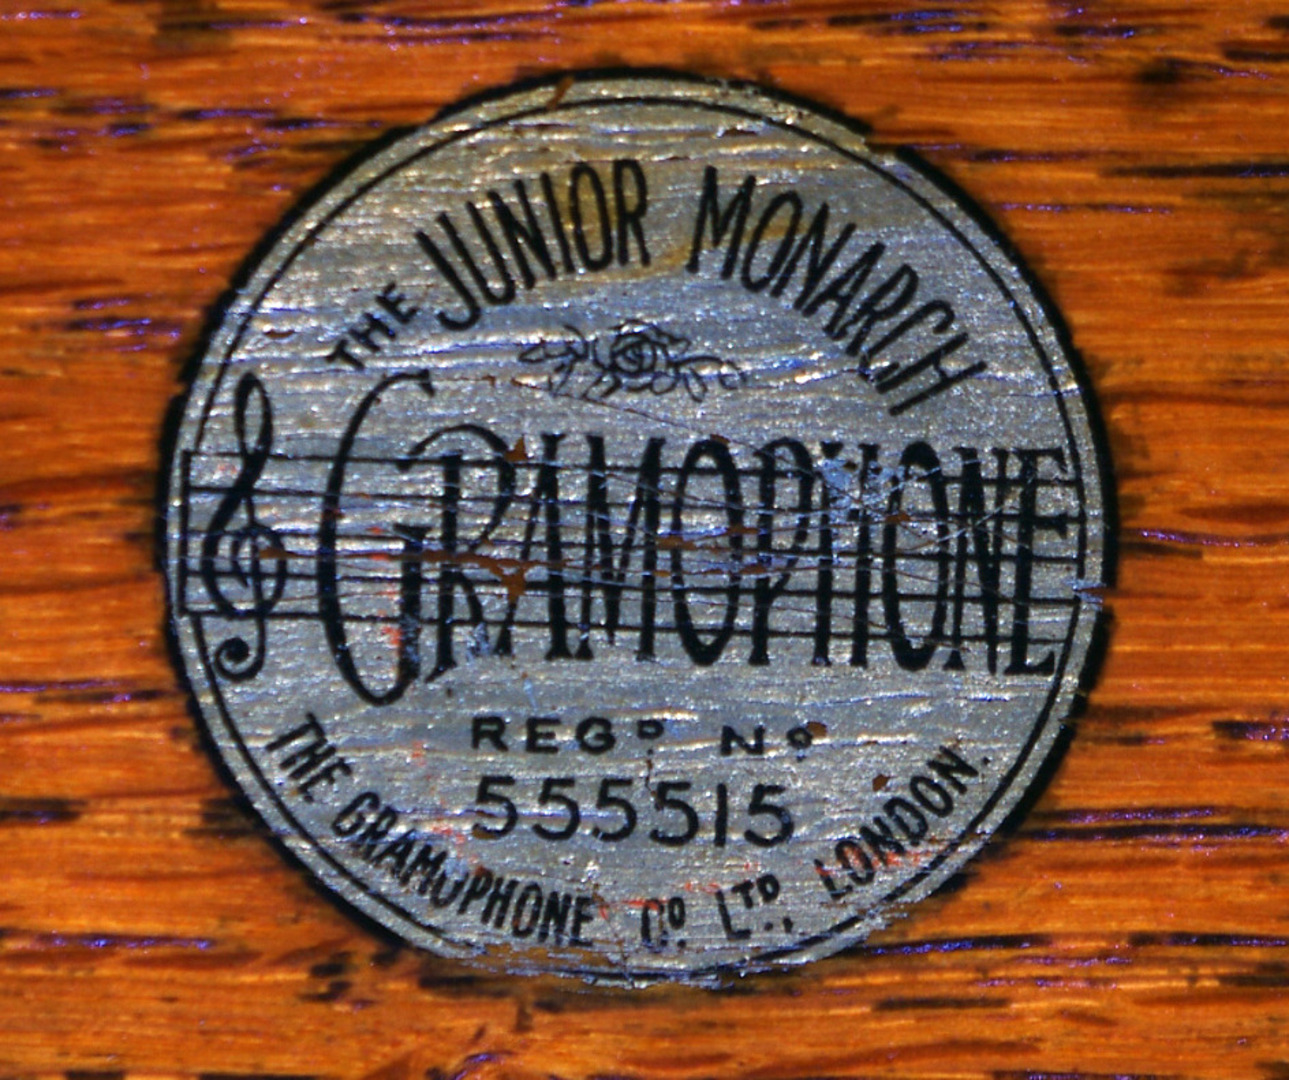 THE JUNIOR MONARCH
GRAMOPHONE
REGD No
555515
THE GRAMOPHONE Co LTD., LONDON.